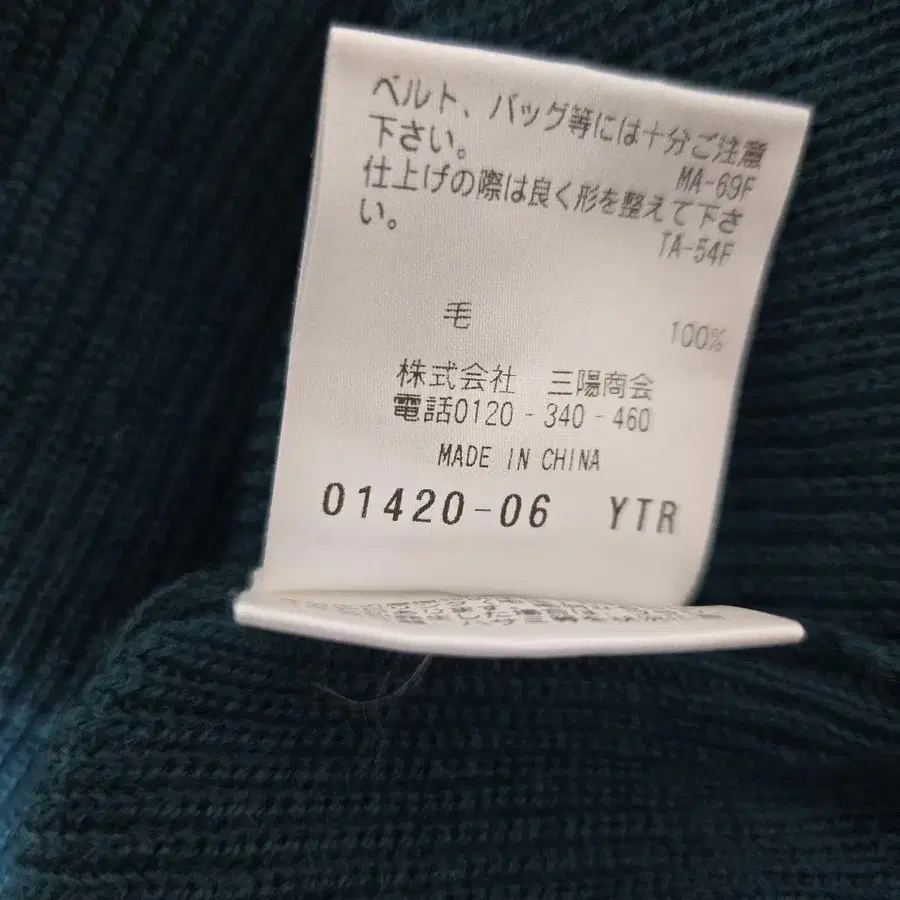 ベルト、バッグ等には十分ご注意
下さい。
MA-69F
仕上げの際は良く形を整えて下さ
い。
TA-54F
毛 100%
株式会社 三陽商会
電話0120-340-460
MADE IN CHINA
01420-06 YTR